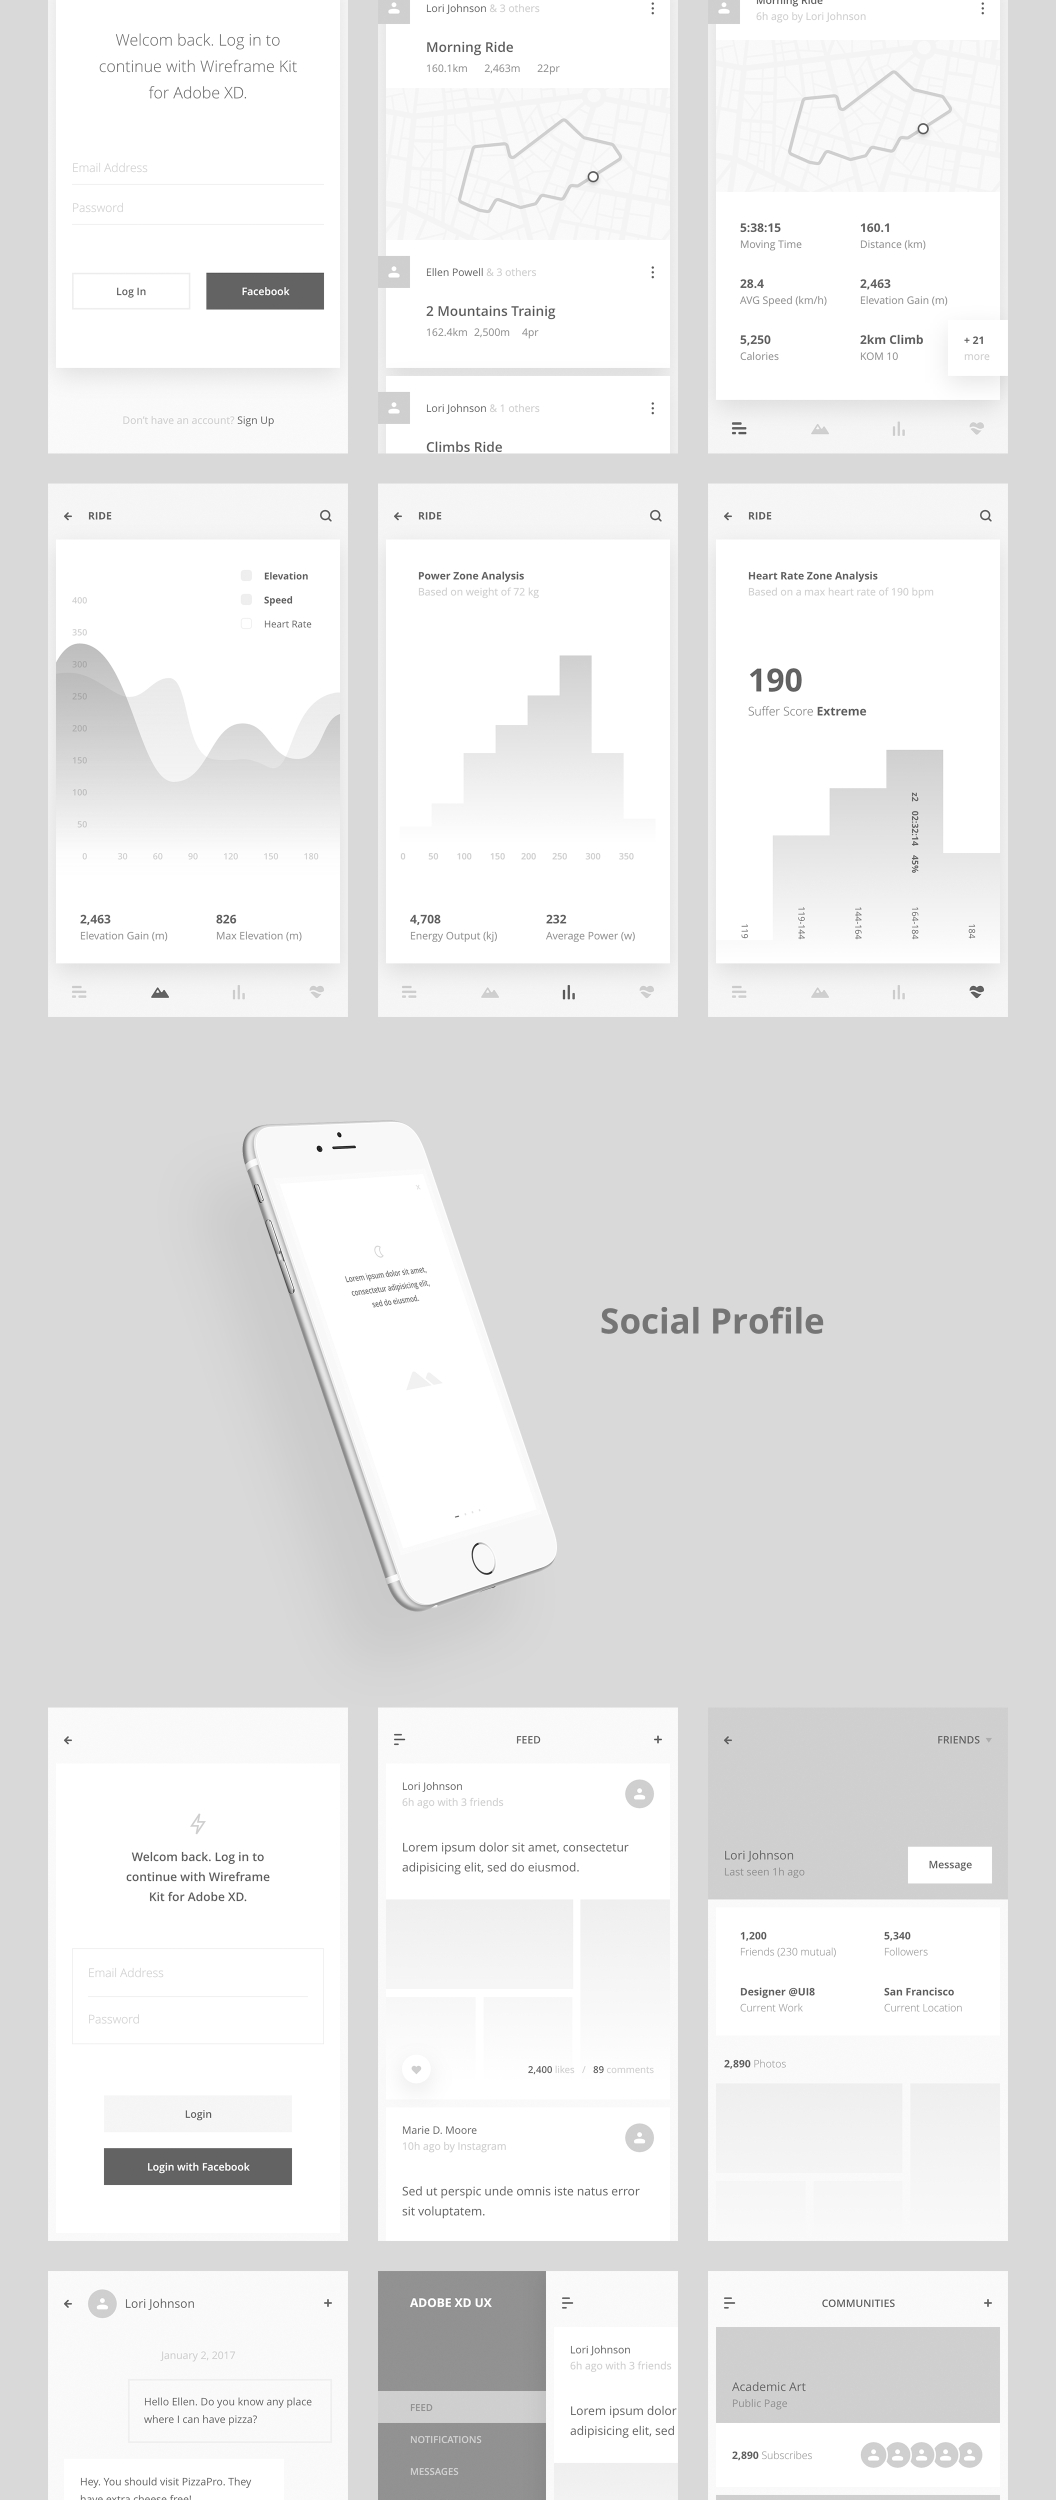 Welcom back. Log in to
continue with Wireframe Kit
for Adobe XD.
Email Address
Password
Log In
Facebook
Don't have an account? Sign Up
Lori Johnson & 3 others
Morning Ride
160.1km 2,463m 22pr
Ellen Powell & 3 others
2 Mountains Trainig
162.4km 2,500m 4pr
Lori Johnson & 1 others
Climbs Ride
Morning Ride
6h ago by Lori Johnson
5:38:15
Moving Time
160.1
Distance (km)
28.4
AVG Speed (km/h)
2,463
Elevation Gain (m)
5,250
Calories
2km Climb
KOM 10
+ 21
more
RIDE
Elevation
Speed
Heart Rate
400
350
300
250
200
150
100
50
0 30 60 90 120 150 180
2,463
Elevation Gain (m)
826
Max Elevation (m)
RIDE
Power Zone Analysis
Based on weight of 72 kg
0 50 100 150 200 250 300 350
4,708
Energy Output (kj)
232
Average Power (w)
RIDE
Heart Rate Zone Analysis
Based on a max heart rate of 190 bpm
190
Suffer Score Extreme
z2 02:32:14 45%
119
119-144
144-164
164-184
184
Lorem ipsum dolor sit amet,
consectetur adipisicing elit,
sed do eiusmod.
Social Profile
Welcom back. Log in to
continue with Wireframe
Kit for Adobe XD.
Email Address
Password
Login
Login with Facebook
FEED
Lori Johnson
6h ago with 3 friends
Lorem ipsum dolor sit amet, consectetur
adipisicing elit, sed do eiusmod.
2,400 likes / 89 comments
Marie D. Moore
10h ago by Instagram
Sed ut perspic unde omnis iste natus error
sit voluptatem.
FRIENDS
Lori Johnson
Last seen 1h ago
Message
1,200
Friends (230 mutual)
5,340
Followers
Designer @UI8
Current Work
San Francisco
Current Location
2,890 Photos
Lori Johnson
January 2, 2017
Hello Ellen. Do you know any place
where I can have pizza?
Hey. You should visit PizzaPro. They
have extra cheese free!
ADOBE XD UX
FEED
NOTIFICATIONS
MESSAGES
Lori Johnson
6h ago with 3 friends
Lorem ipsum dolor
adipisicing elit, sed
COMMUNITIES
Academic Art
Public Page
2,890 Subscribes